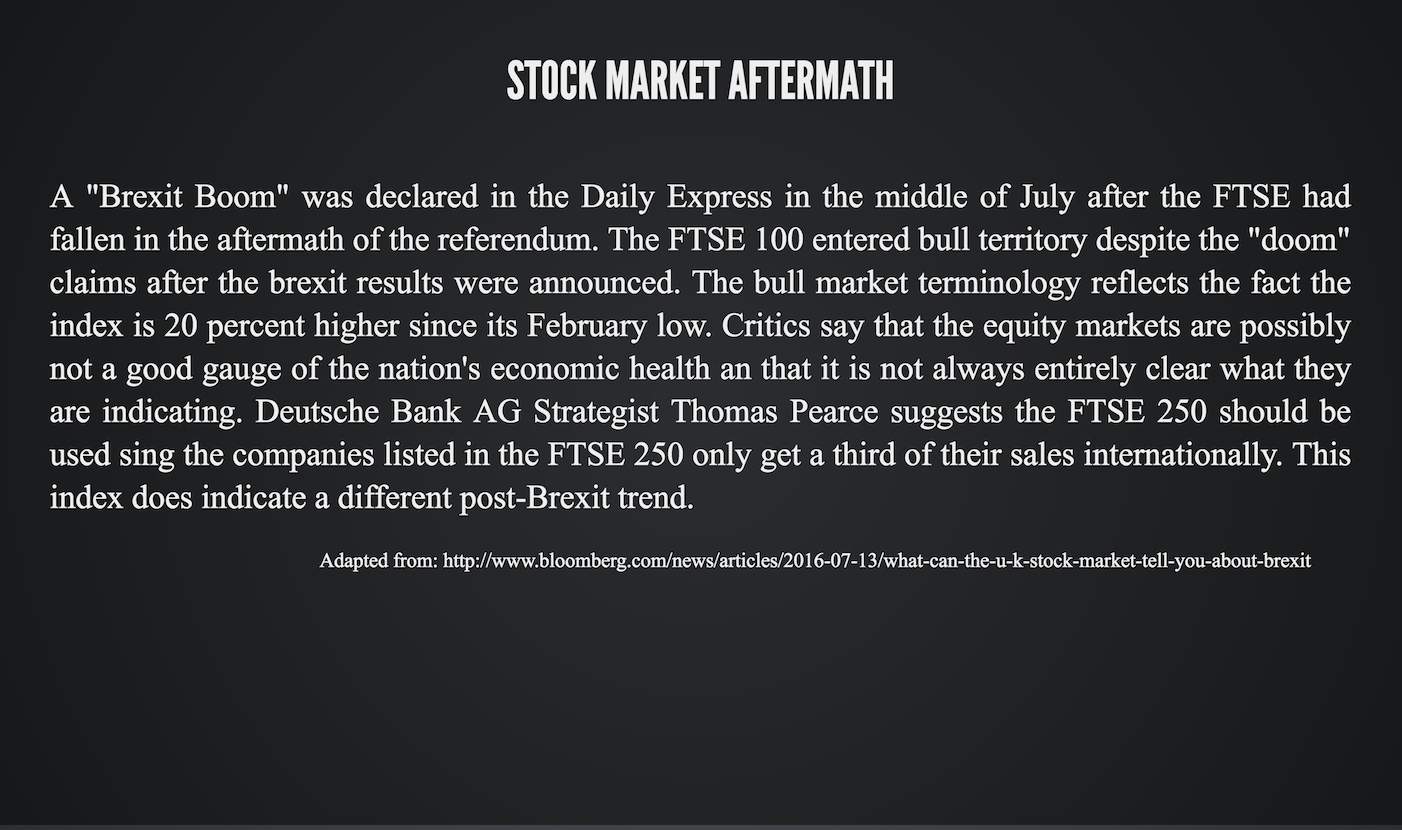 STOCK MARKET AFTERMATH
A "Brexit Boom" was declared in the Daily Express in the middle of July after the FTSE had
fallen in the aftermath of the referendum. The FTSE 100 entered bull territory despite the "doom"
claims after the brexit results were announced. The bull market terminology reflects the fact the
index is 20 percent higher since its February low. Critics say that the equity markets are possibly
not a good gauge of the nation's economic health an that it is not always entirely clear what they
are indicating. Deutsche Bank AG Strategist Thomas Pearce suggests the FTSE 250 should be
used sing the companies listed in the FTSE 250 only get a third of their sales internationally. This
index does indicate a different post-Brexit trend.
Adapted from: http://www.bloomberg.com/news/articles/2016-07-13/what-can-the-u-k-stock-market-tell-you-about-brexit